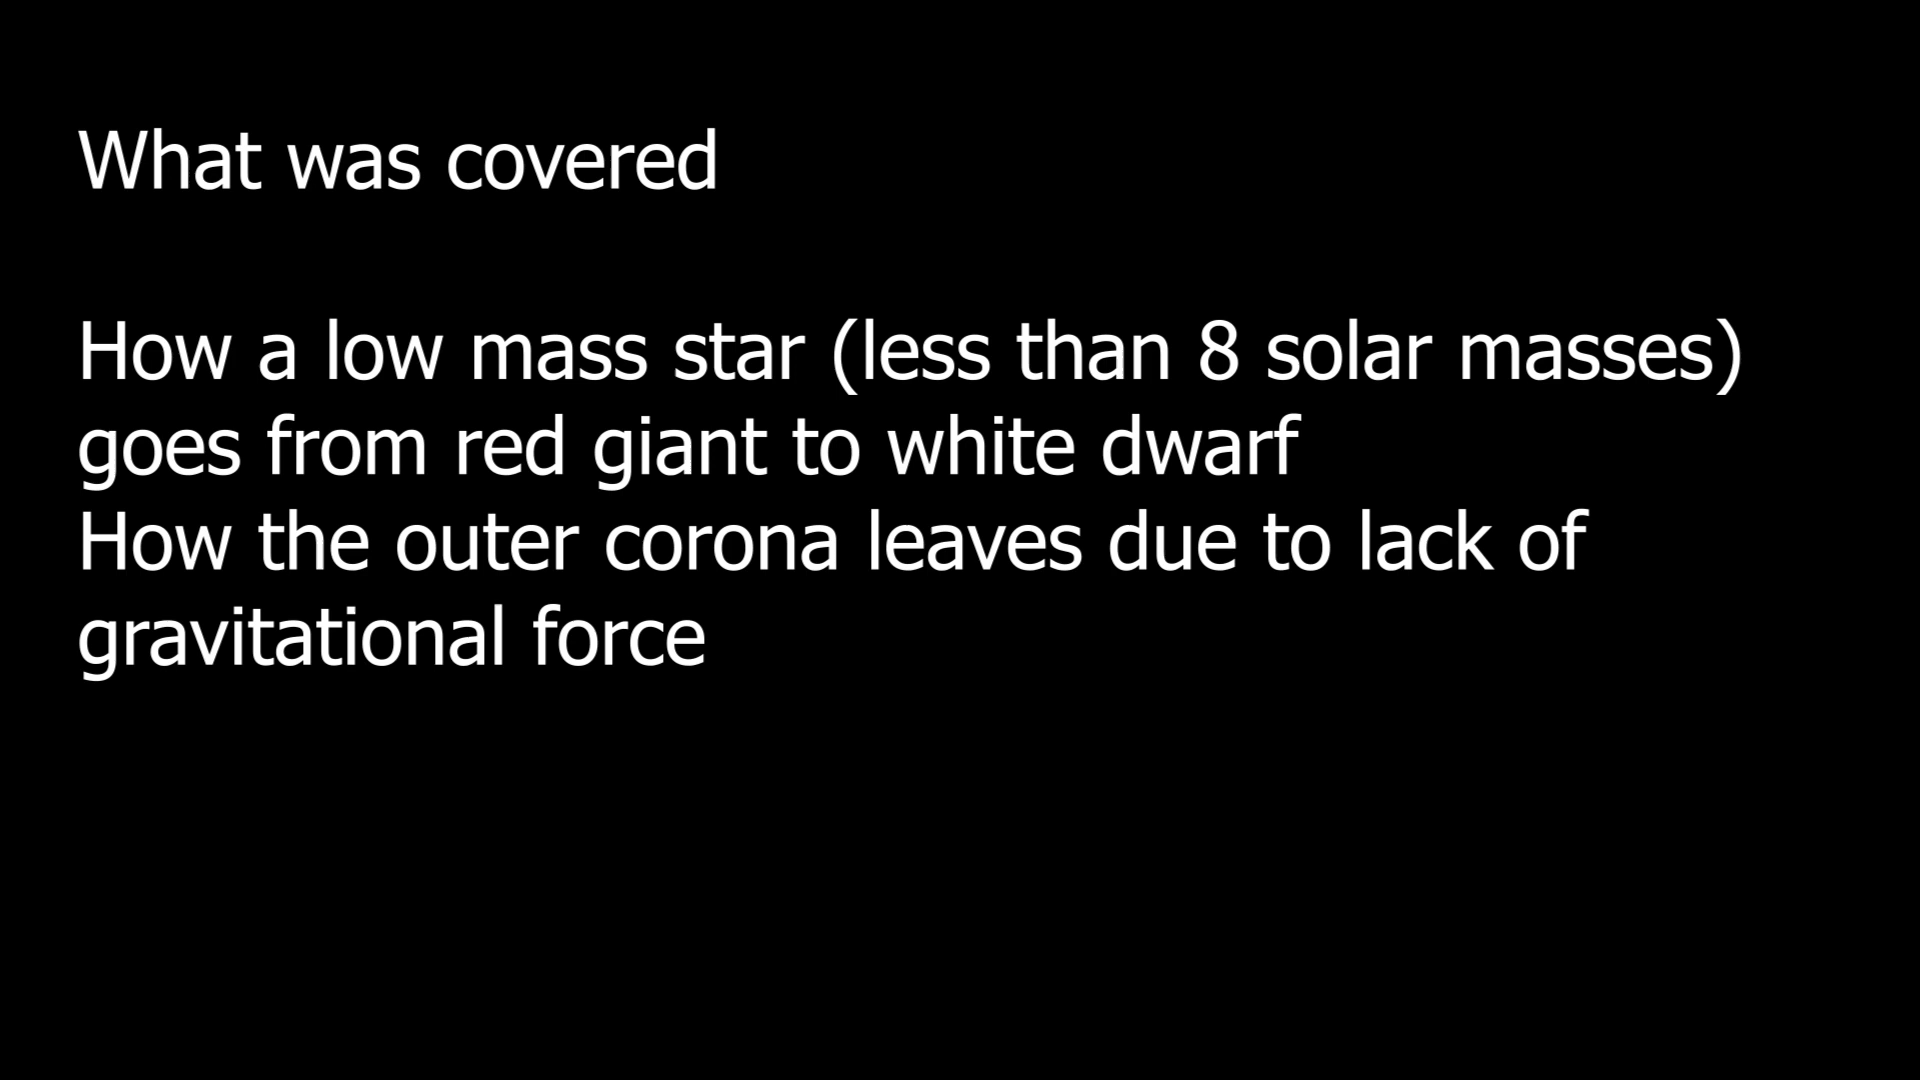 What was covered
How a low mass star (less than 8 solar masses)
goes from red giant to white dwarf
How the outer corona leaves due to lack of
gravitational force